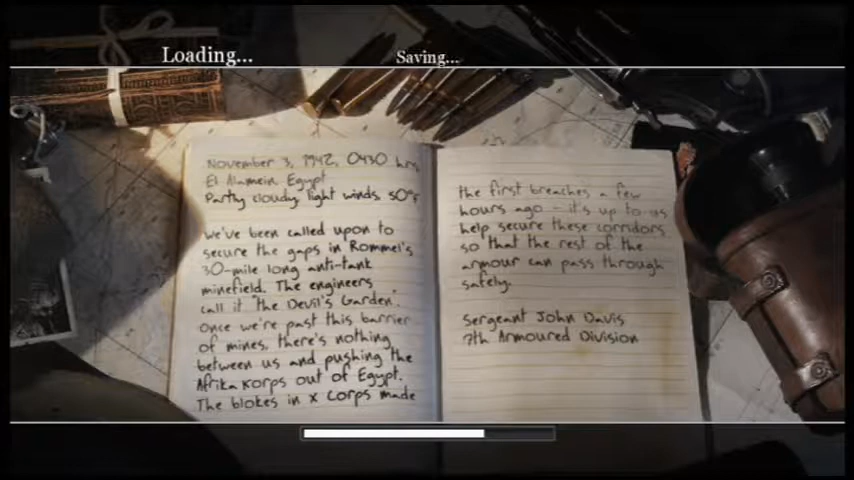 Loading...
Saving...
November 3, 1942, 0430 hrs,
El Alamein, Egypt
Partly cloudy, light winds, 50°F
We've been called upon to
secure the gaps in Rommel's
30-mile long anti-tank
minefield. The engineers
call it "the Devil's Garden."
Once we're past this barrier
of mines, there's nothing
between us and pushing the
Afrika Korps out of Egypt.
The blokes in X Corps made
the first breaches a few
hours ago - it's up to us
help secure these corridors
so that the rest of the
armour can pass through
safely.
Sergeant John Davis
7th Armoured Division